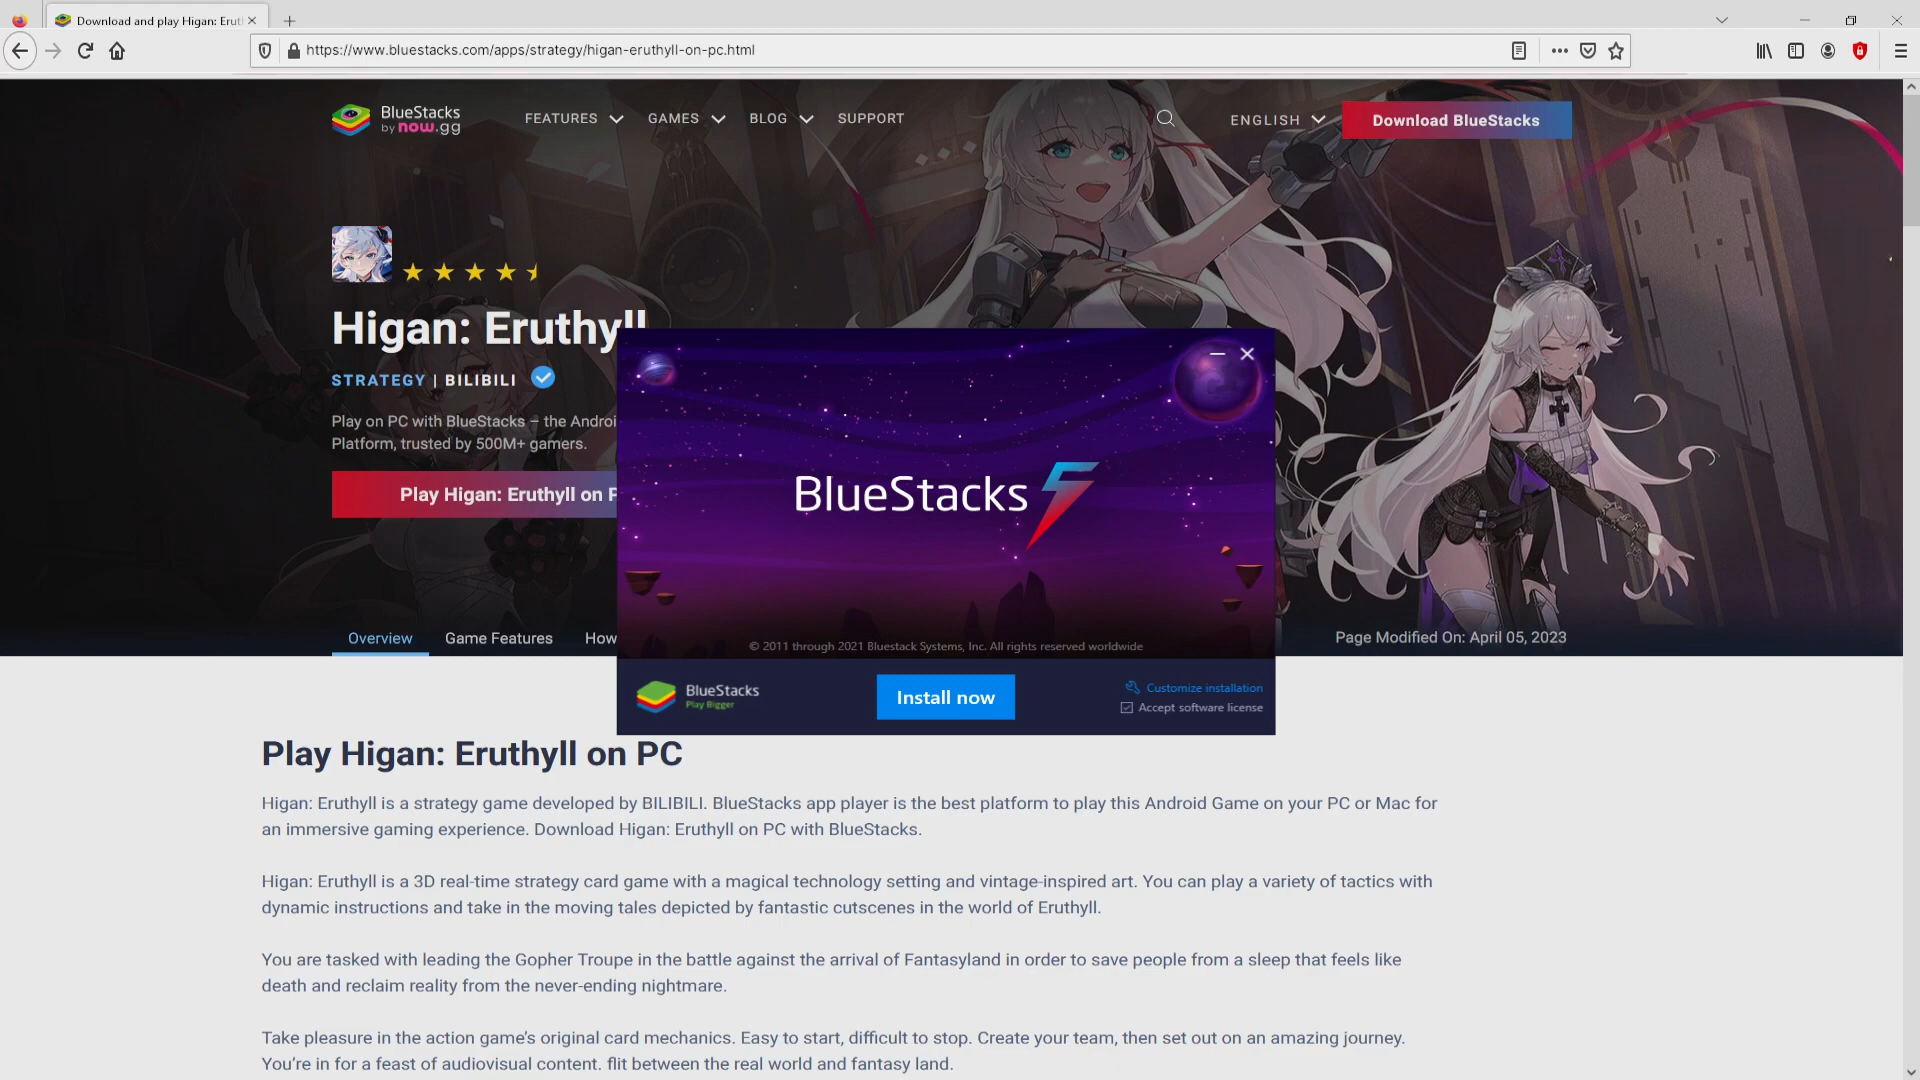 Download and play Higan: Erut
https://www.bluestacks.com/apps/strategy/higan-eruthyll-on-pc.html
BlueStacks
by now.gg
FEATURES
GAMES
BLOG
SUPPORT
ENGLISH
Download BlueStacks
Higan: Eruthyll
STRATEGY | BILIBILI
Play on PC with BlueStacks – the Androi
Platform, trusted by 500M+ gamers.
Play Higan: Eruthyll on P
BlueStacks 5
© 2011 through 2021 Bluestack Systems, Inc. All rights reserved worldwide
Overview
Game Features
How
Page Modified On: April 05, 2023
BlueStacks
Play Bigger
Install now
Customize installation
Accept software license
Play Higan: Eruthyll on PC
Higan: Eruthyll is a strategy game developed by BILIBILI. BlueStacks app player is the best platform to play this Android Game on your PC or Mac for
an immersive gaming experience. Download Higan: Eruthyll on PC with BlueStacks.
Higan: Eruthyll is a 3D real-time strategy card game with a magical technology setting and vintage-inspired art. You can play a variety of tactics with
dynamic instructions and take in the moving tales depicted by fantastic cutscenes in the world of Eruthyll.
You are tasked with leading the Gopher Troupe in the battle against the arrival of Fantasyland in order to save people from a sleep that feels like
death and reclaim reality from the never-ending nightmare.
Take pleasure in the action game’s original card mechanics. Easy to start, difficult to stop. Create your team, then set out on an amazing journey.
You’re in for a feast of audiovisual content. flit between the real world and fantasy land.